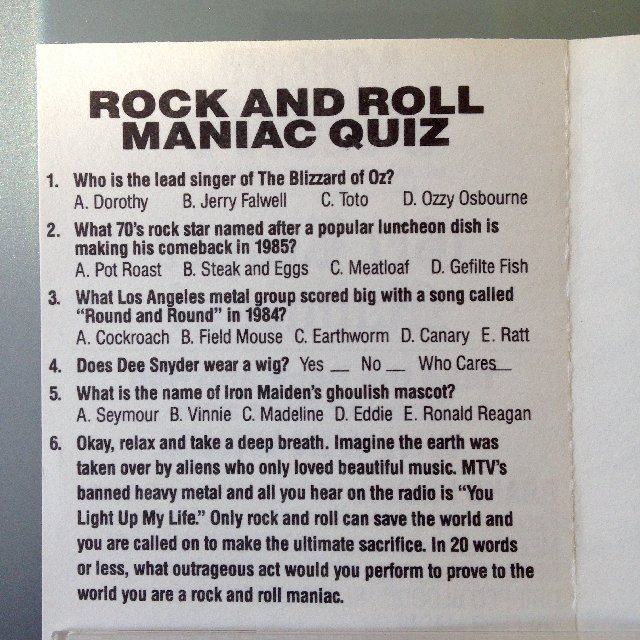 ROCK AND ROLL
MANIAC QUIZ
1. Who is the lead singer of The Blizzard of Oz?
A. Dorothy B. Jerry Falwell C. Toto D. Ozzy Osbourne
2. What 70's rock star named after a popular luncheon dish is
making his comeback in 1985?
A. Pot Roast B. Steak and Eggs C. Meatloaf D. Gefilte Fish
3. What Los Angeles metal group scored big with a song called
"Round and Round" in 1984?
A. Cockroach B. Field Mouse C. Earthworm D. Canary E. Ratt
4. Does Dee Snyder wear a wig? Yes __ No __ Who Cares__
5. What is the name of Iron Maiden's ghoulish mascot?
A. Seymour B. Vinnie C. Madeline D. Eddie E. Ronald Reagan
6. Okay, relax and take a deep breath. Imagine the earth was
taken over by aliens who only loved beautiful music. MTV's
banned heavy metal and all you hear on the radio is "You
Light Up My Life." Only rock and roll can save the world and
you are called on to make the ultimate sacrifice. In 20 words
or less, what outrageous act would you perform to prove to the
world you are a rock and roll maniac.